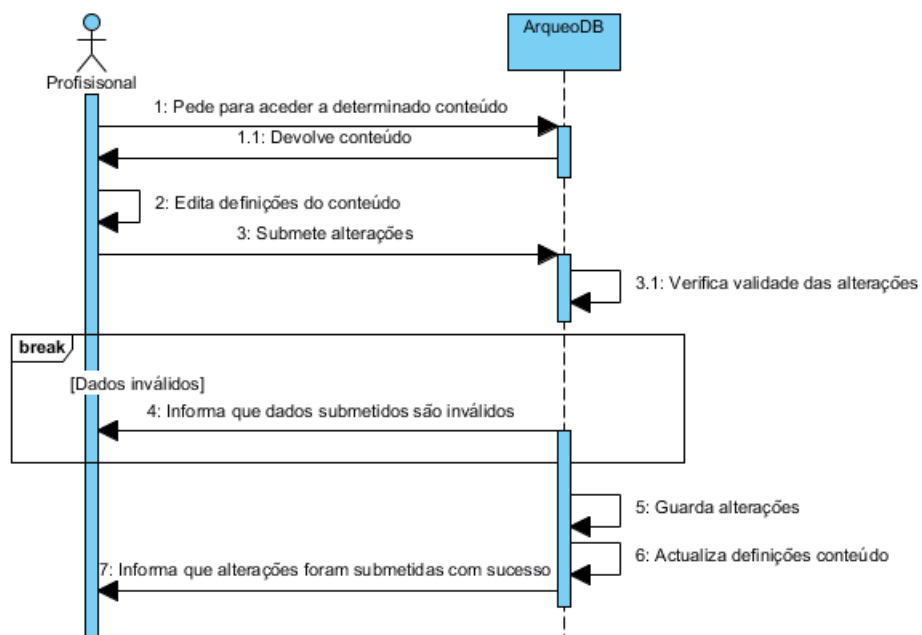 ArqueoDB
Profisisonal
1: Pede para aceder a determinado conteúdo
1.1: Devolve conteúdo
2: Edita definições do conteúdo
3: Submete alterações
3.1: Verifica validade das alterações
break
[Dados inválidos]
4: Informa que dados submetidos são inválidos
5: Guarda alterações
6: Actualiza definições conteúdo
7: Informa que alterações foram submetidas com sucesso